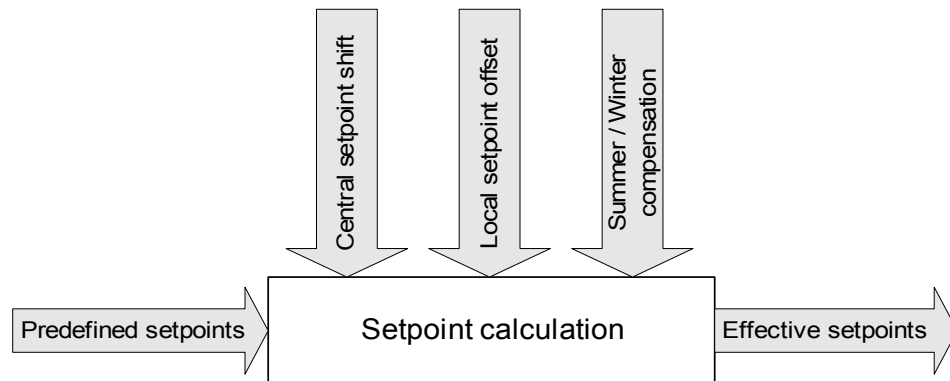 Central setpoint shift
Local setpoint offset
Summer / Winter
compensation
Predefined setpoints
Setpoint calculation
Effective setpoints